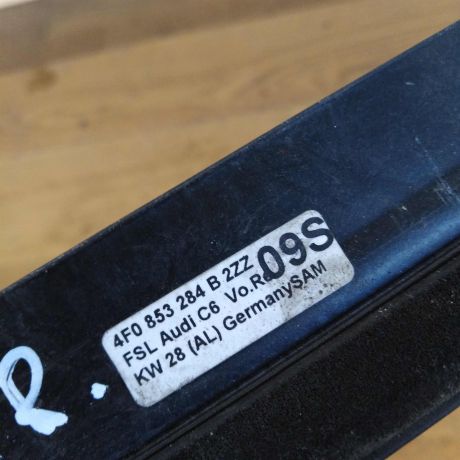 4F0 853 284 B 2ZZ
FSL Audi C6 Vo.R
09S
KW 28 (AL) GermanySAM
R.